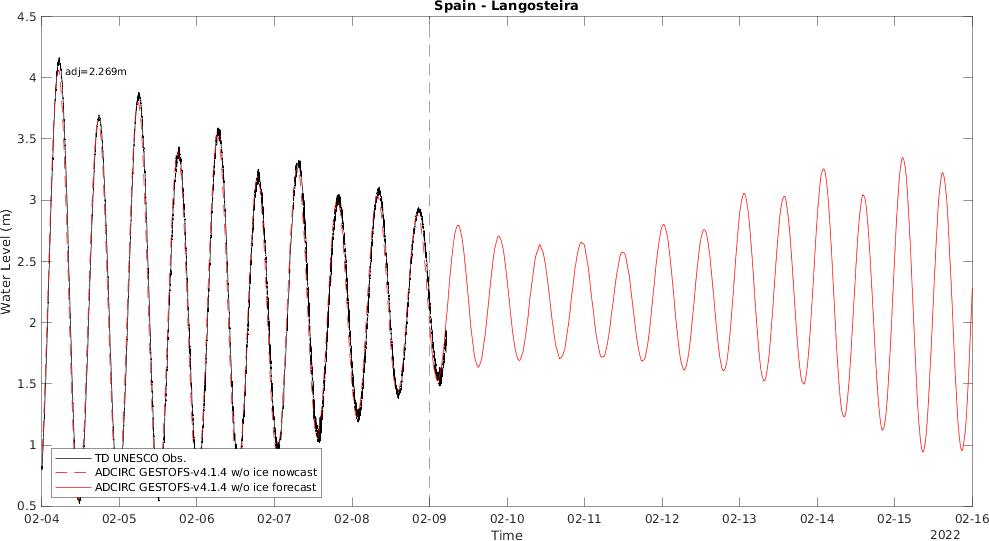 Spain - Langosteira
4.5
4
3.5
3
2.5
2
1.5
1
0.5
Water Level (m)
adj=2.269m
TD UNESCO Obs.
ADCIRC GESTOFS-v4.1.4 w/o ice nowcast
ADCIRC GESTOFS-v4.1.4 w/o ice forecast
02-04 02-05 02-06 02-07 02-08 02-09 02-10 02-11 02-12 02-13 02-14 02-15 02-16
Time
2022